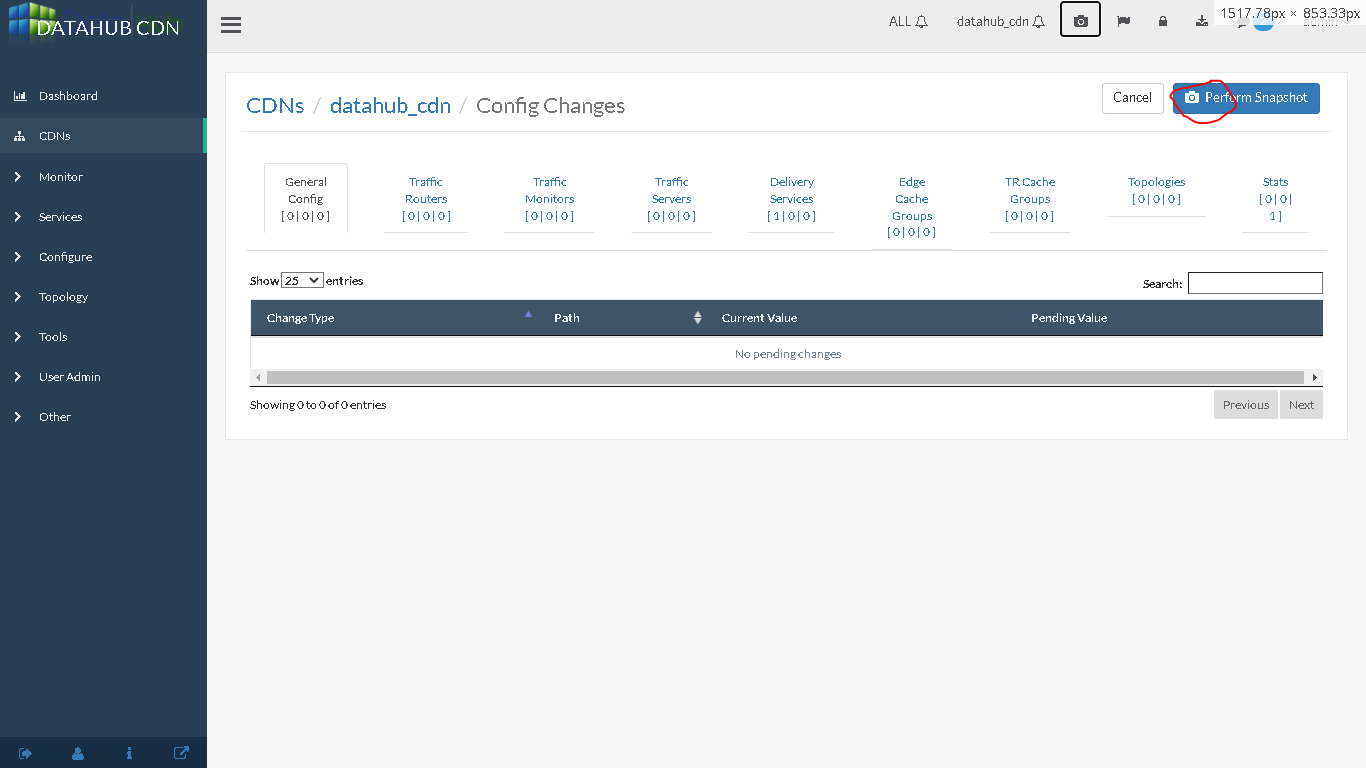 DATAHUB CDN
ALL
datahub_cdn
1517.78px × 853.33px
Dashboard
CDNs
Monitor
Services
Configure
Topology
Tools
User Admin
Other
CDNs / datahub_cdn / Config Changes
Cancel
Perform Snapshot
General
Config
[ 0 | 0 | 0 ]
Traffic
Routers
[ 0 | 0 | 0 ]
Traffic
Monitors
[ 0 | 0 | 0 ]
Traffic
Servers
[ 0 | 0 | 0 ]
Delivery
Services
[ 1 | 0 | 0 ]
Edge
Cache
Groups
[ 0 | 0 | 0 ]
TR Cache
Groups
[ 0 | 0 | 0 ]
Topologies
[ 0 | 0 | 0 ]
Stats
[ 0 | 0 |
1 ]
Show 25 entries
Search:
Change Type Path Current Value Pending Value
No pending changes
Showing 0 to 0 of 0 entries
Previous Next